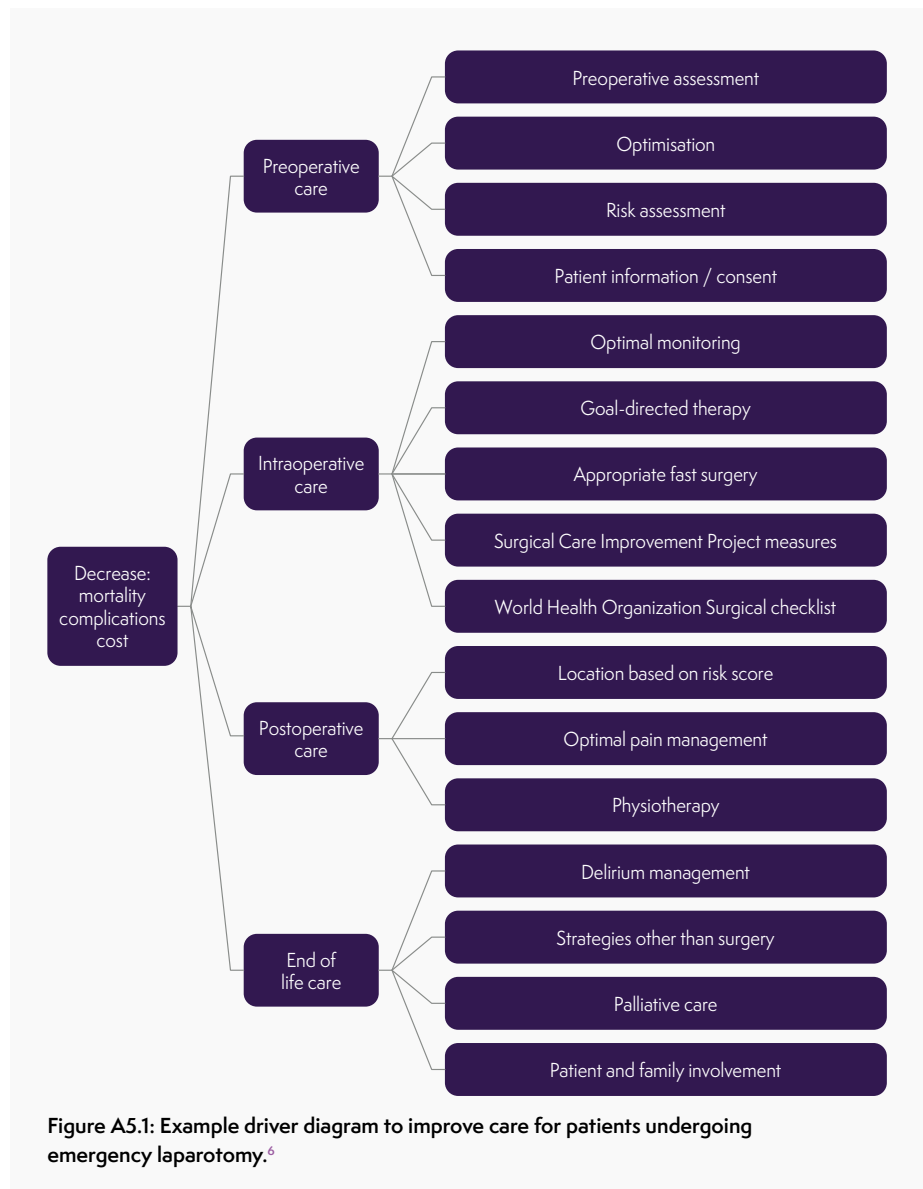 Decrease:
mortality
complications
cost
Preoperative
care
Preoperative assessment
Optimisation
Risk assessment
Patient information / consent
Intraoperative
care
Optimal monitoring
Goal-directed therapy
Appropriate fast surgery
Surgical Care Improvement Project measures
World Health Organization Surgical checklist
Postoperative
care
Location based on risk score
Optimal pain management
Physiotherapy
End of
life care
Delirium management
Strategies other than surgery
Palliative care
Patient and family involvement
Figure A5.1: Example driver diagram to improve care for patients undergoing
emergency laparotomy.⁶